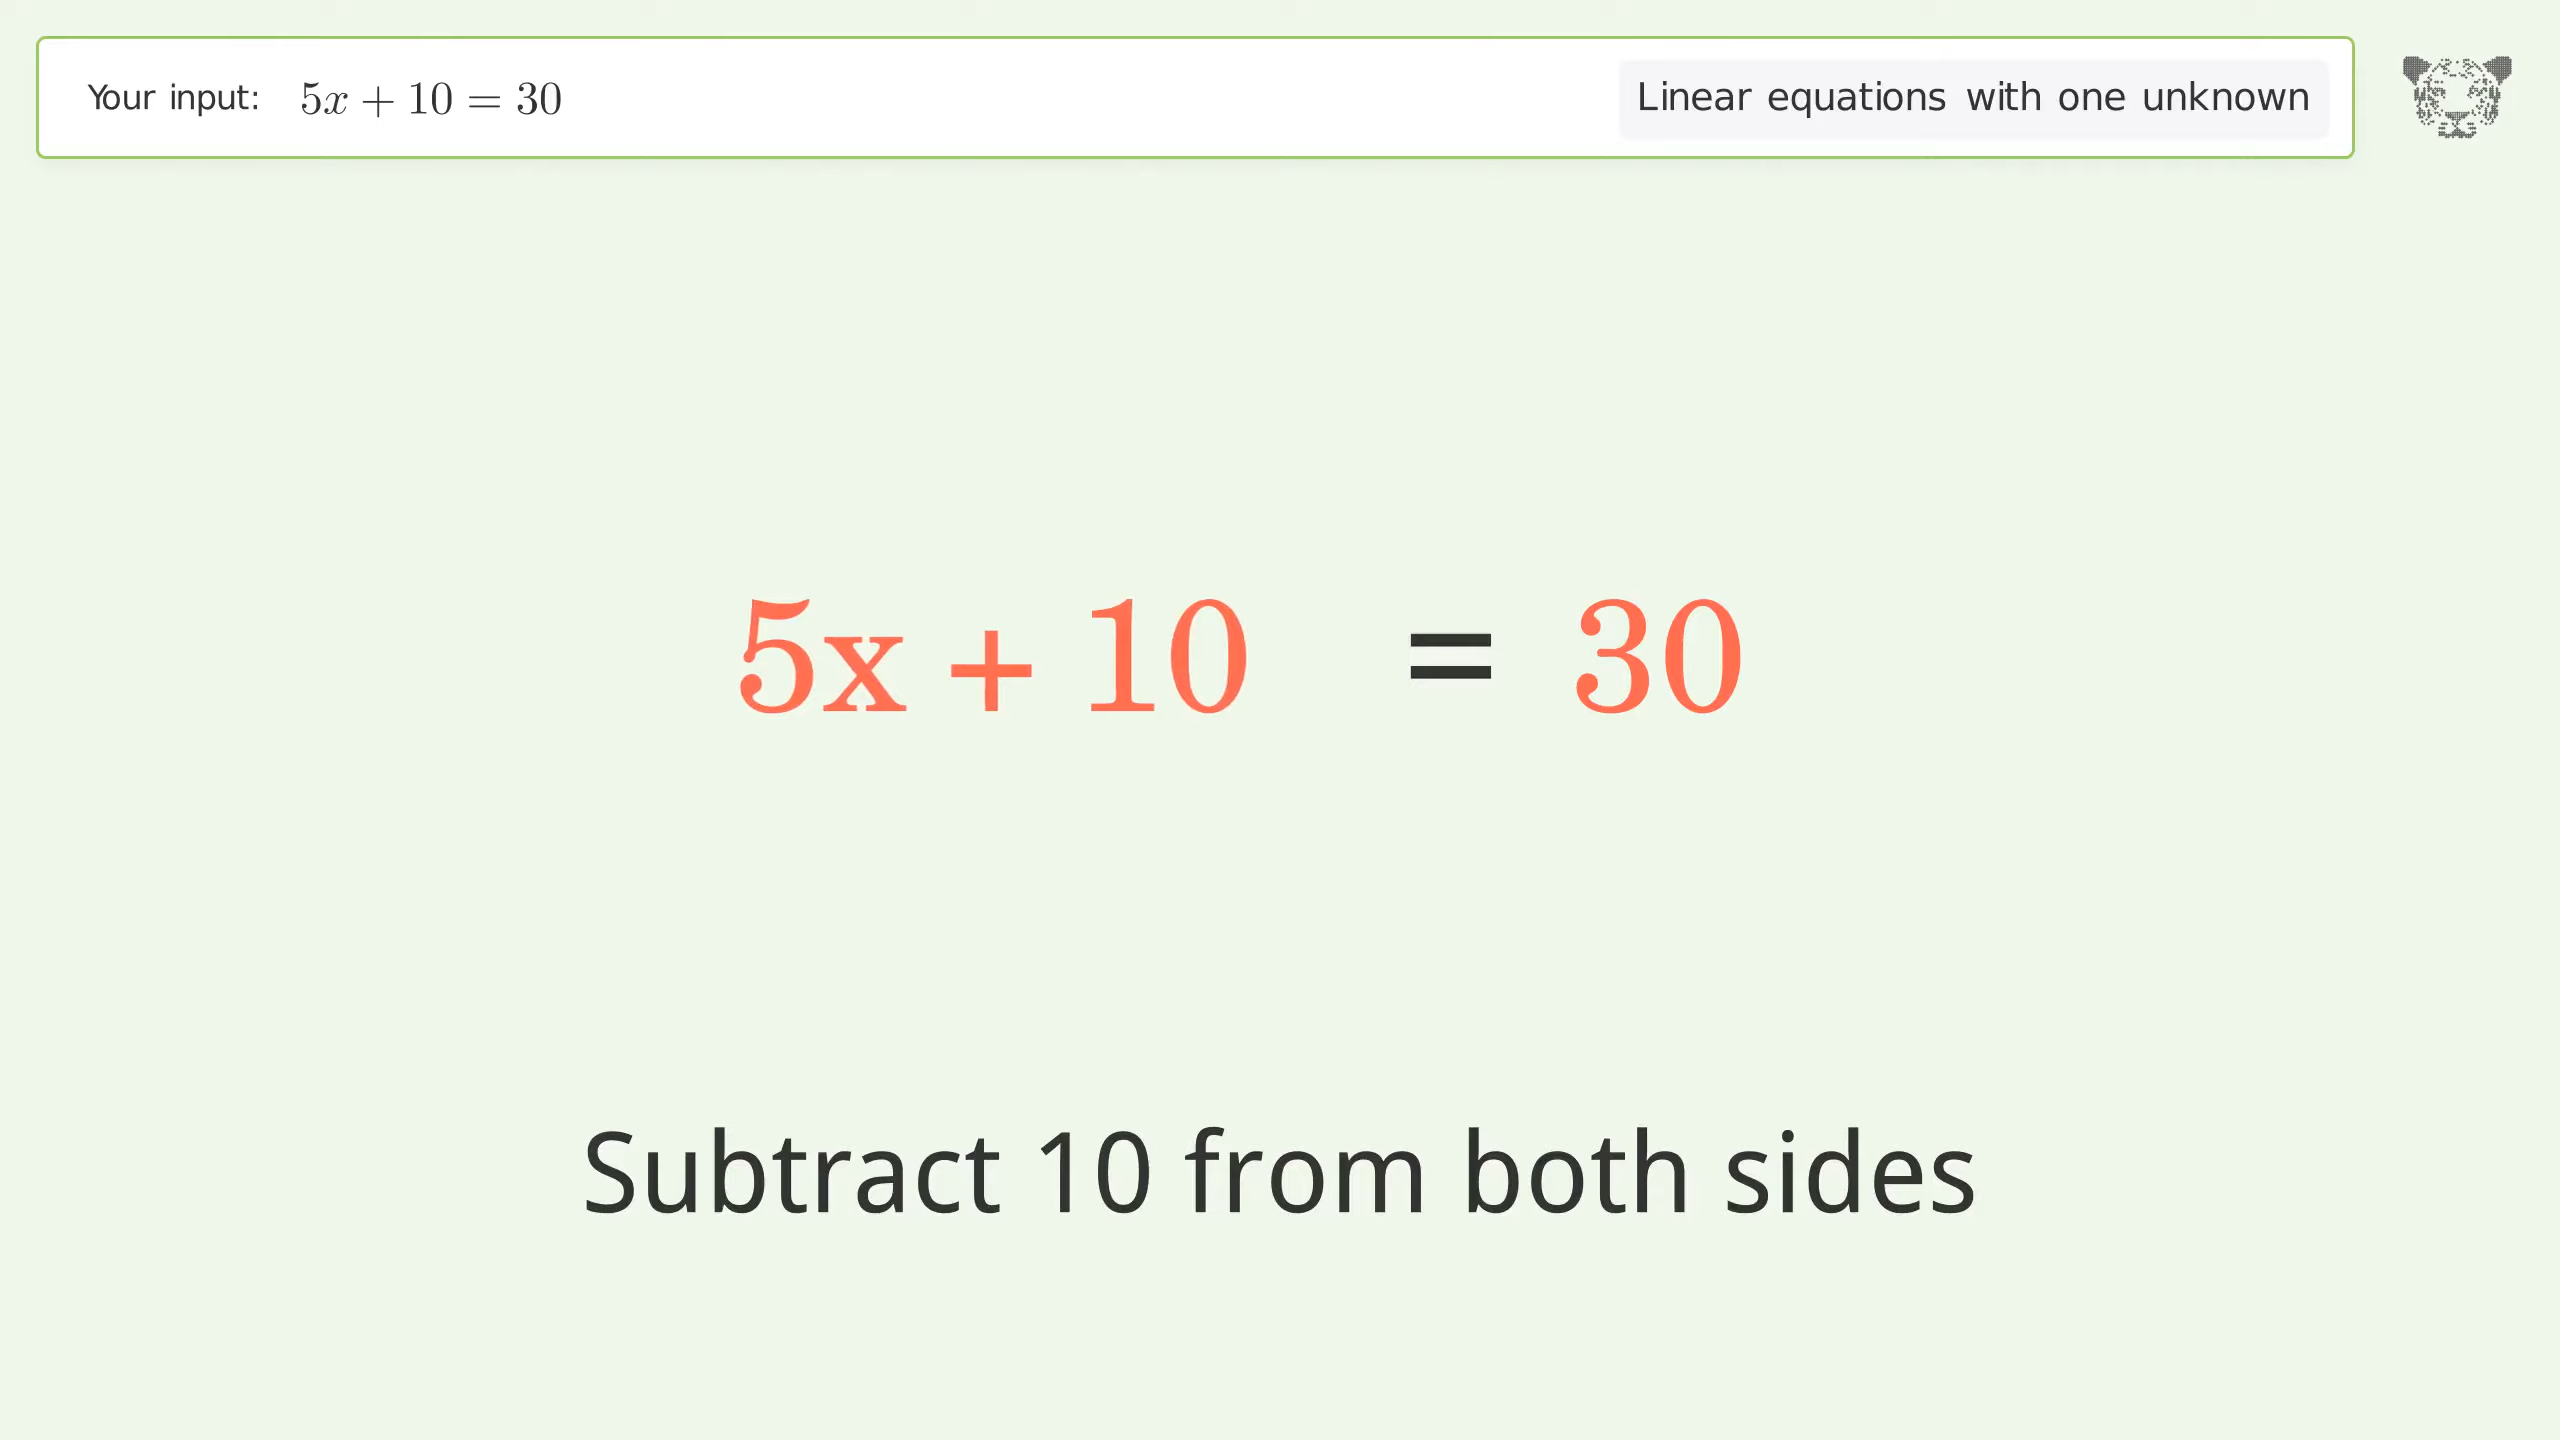 Your input: 5x + 10 = 30
Linear equations with one unknown
5x + 10 = 30
Subtract 10 from both sides